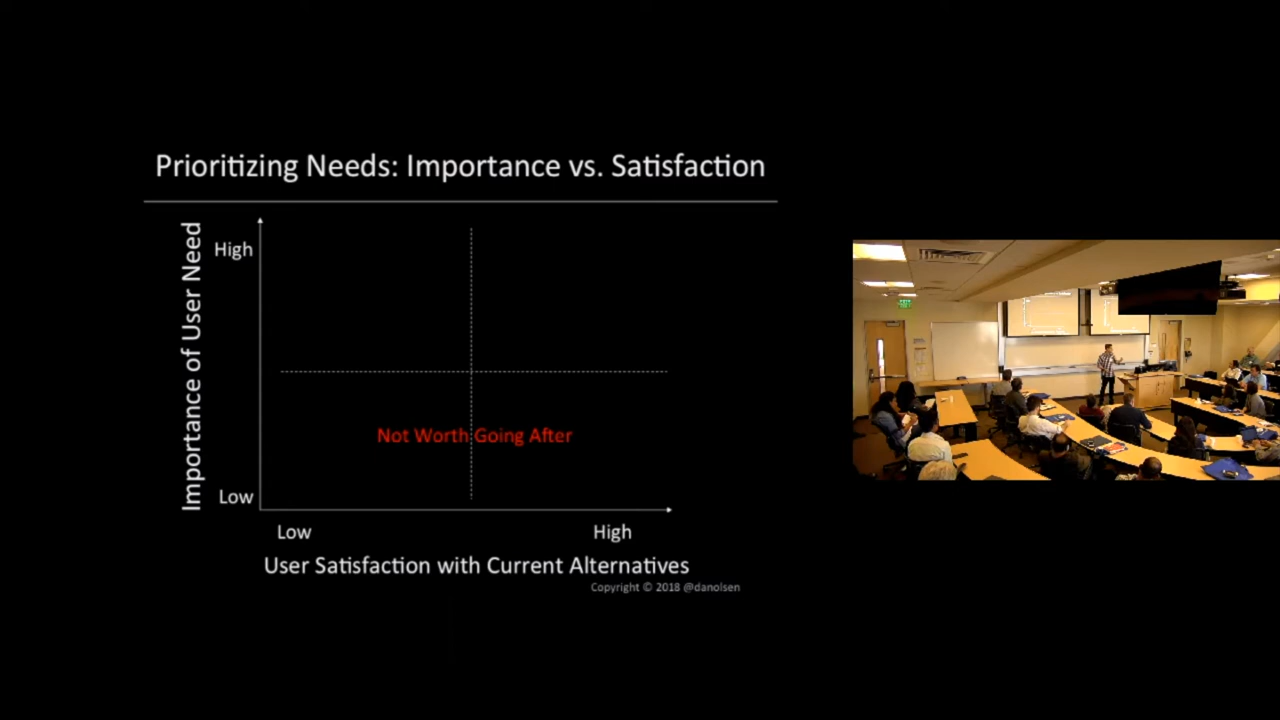 Prioritizing Needs: Importance vs. Satisfaction
Importance of User Need
High
Not Worth Going After
Low
Low
High
User Satisfaction with Current Alternatives
Copyright © 2018 @danolsen